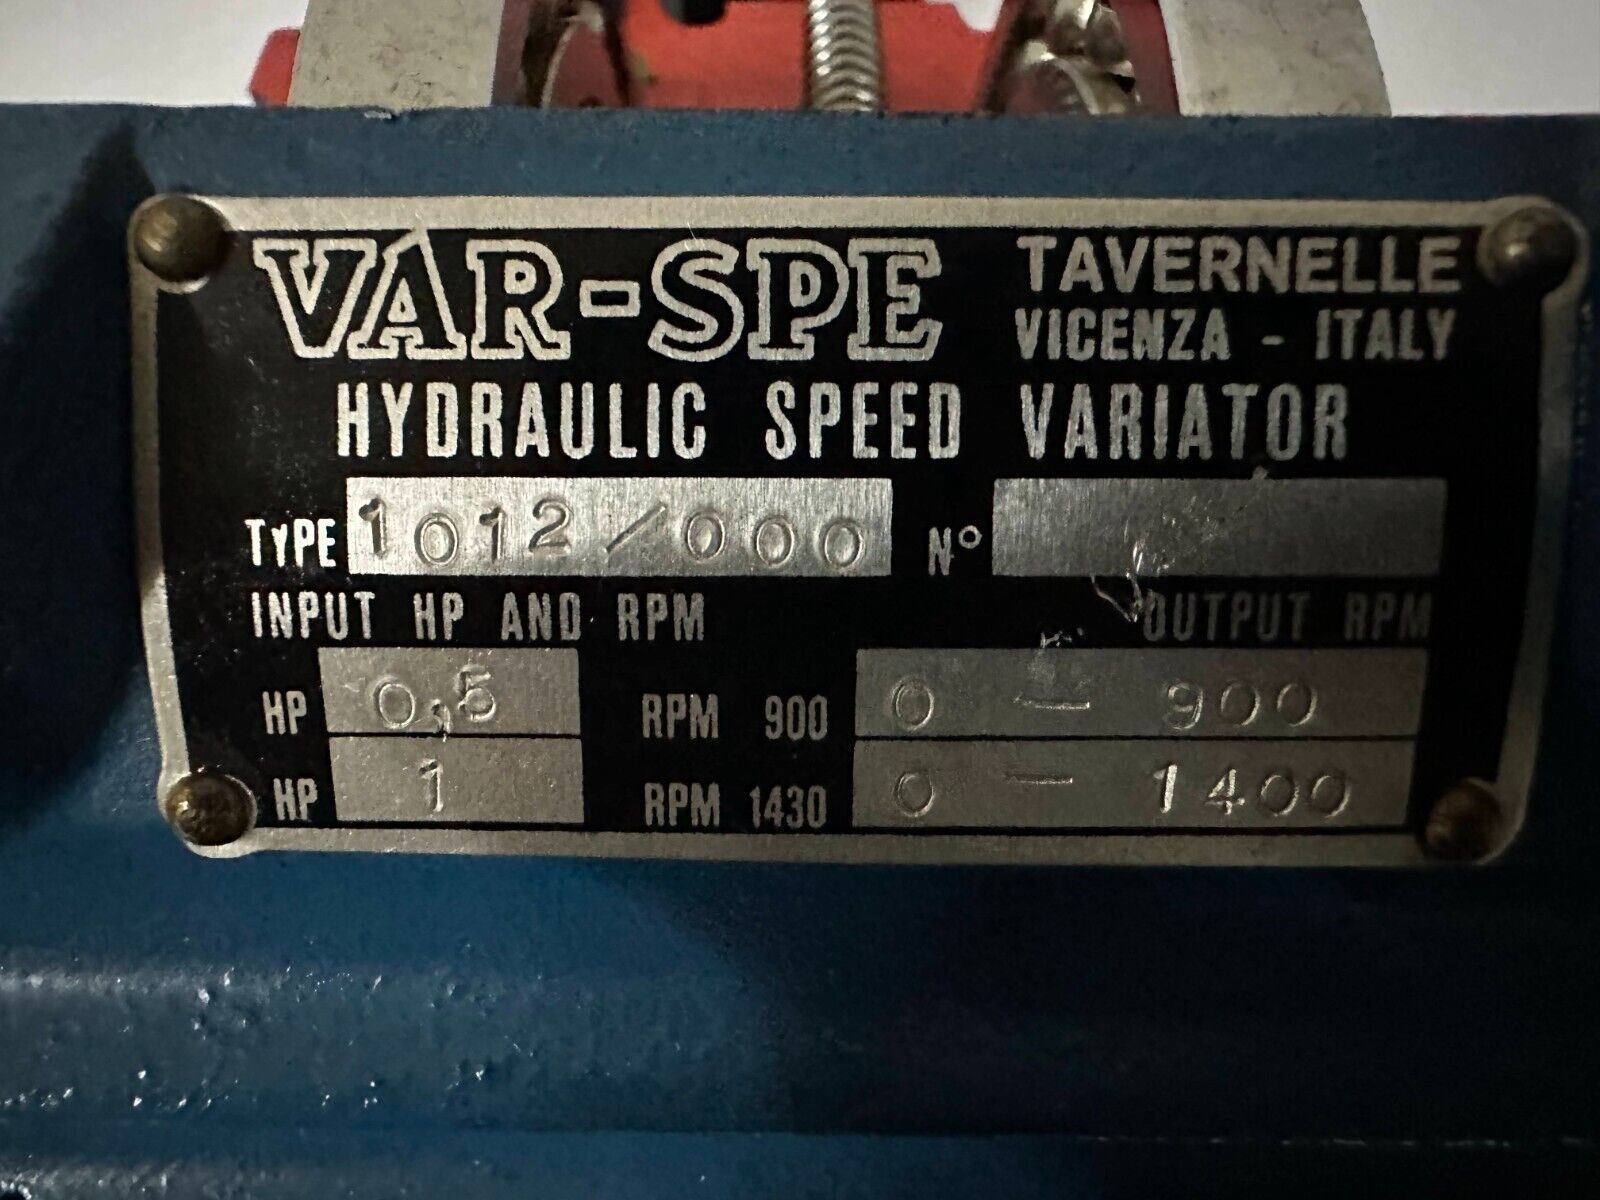 VAR-SPE TAVERNELLE
VICENZA - ITALY
HYDRAULIC SPEED VARIATOR
TYPE 1012/000 N°
INPUT HP AND RPM OUTPUT RPM
HP 0,5 RPM 900 0 - 900
HP 1 RPM 1430 0 - 1400